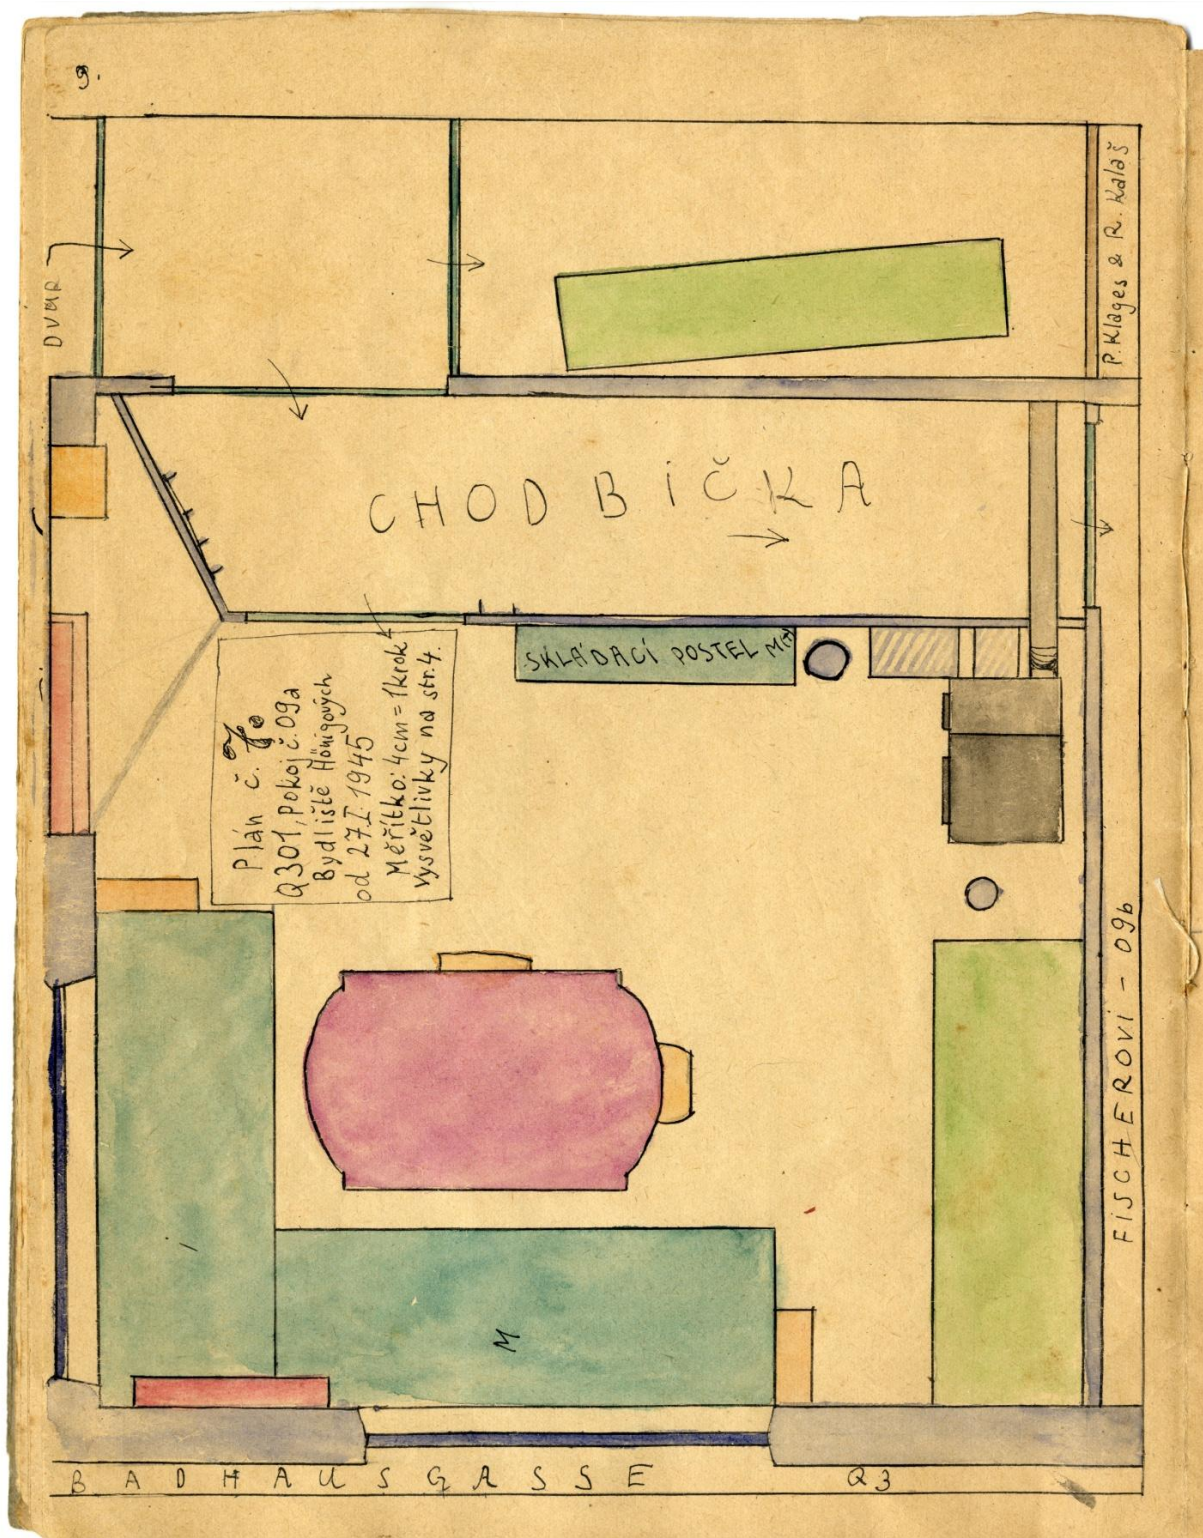 9.
DVŮR
P. Klages & R. Kalaš
CHODBIČKA
SKLÁDACÍ POSTEL
Plán č. 7.
Q301, Pokoj č. 09a
Bydliště Hönigových
od 27.I.1945
Měřítko: 4cm = 1krok
Vysvětlivky na str. 4.
FISCHEROVI - 09b
M
BADHAUSGASSE Q3